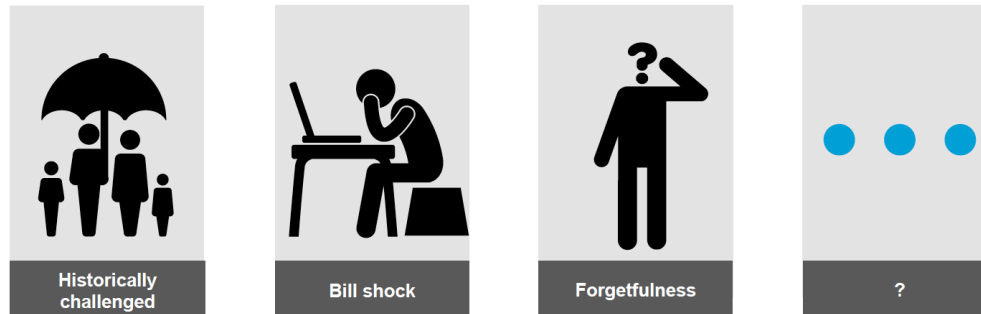 ?
Historically
challenged
Bill shock
Forgetfulness
?